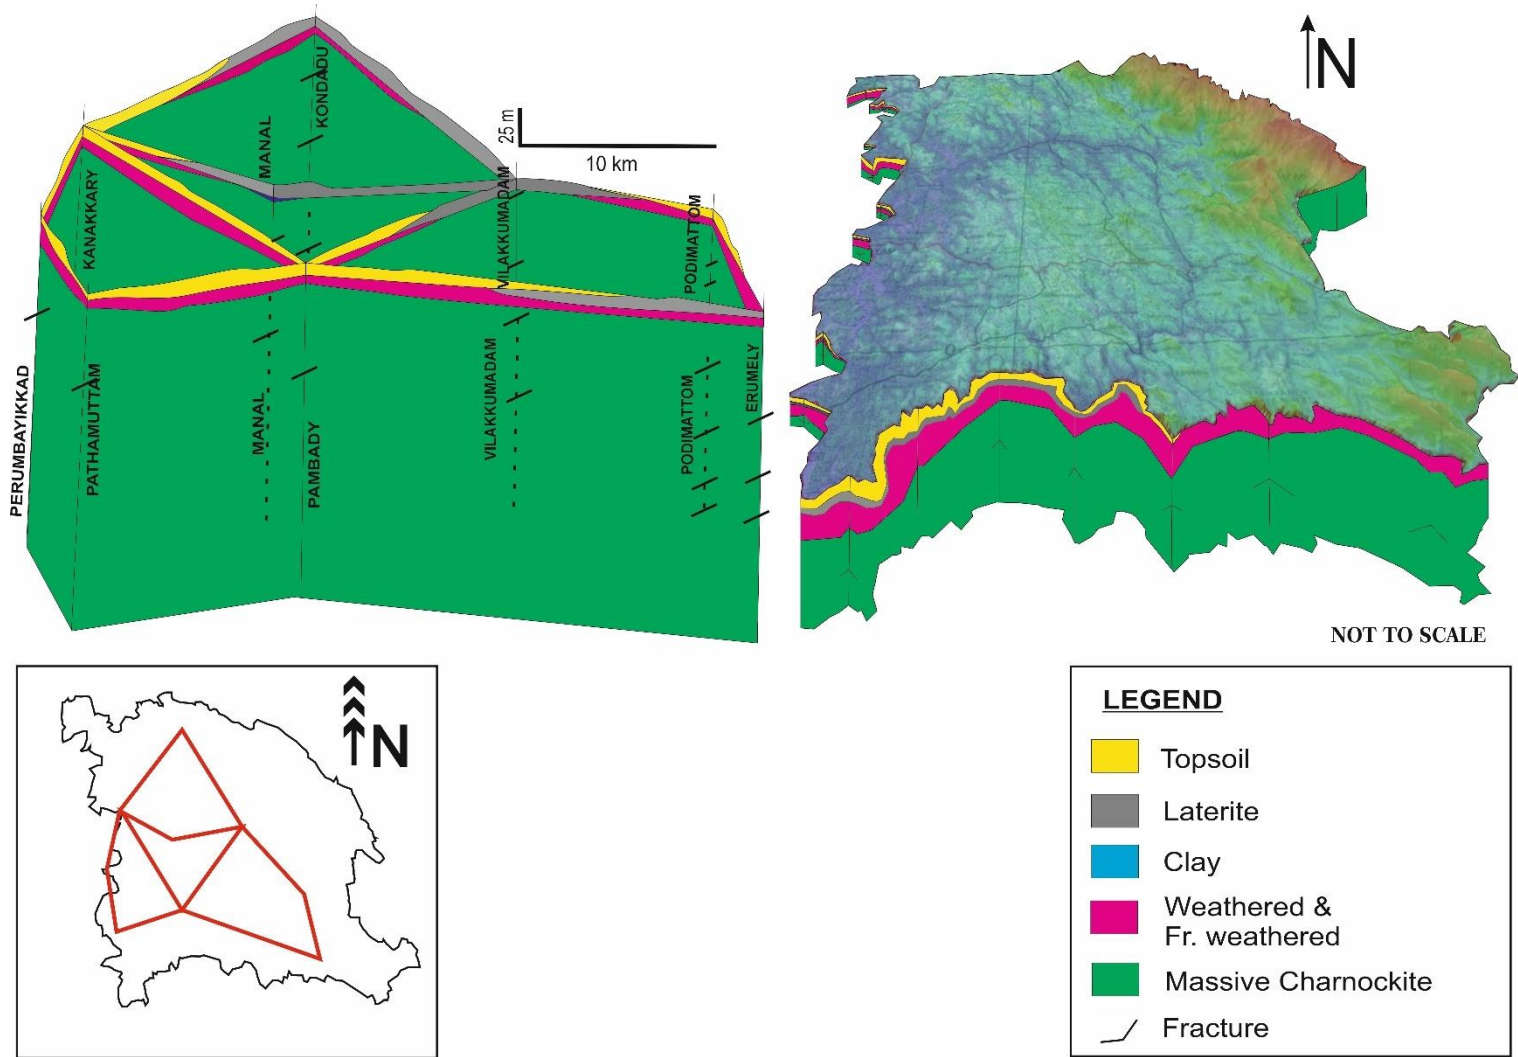 KONDADU
MANAL
KANAKKARY
VILAKKUMADAM
PODIMATTOM
25 m
10 km
N
PERUMBAYIKKAD
PATHAMUTTAM
MANAL
PAMBADY
VILAKKUMADAM
PODIMATTOM
ERUMELY
NOT TO SCALE
N
LEGEND
Topsoil
Laterite
Clay
Weathered &
Fr. weathered
Massive Charnockite
Fracture